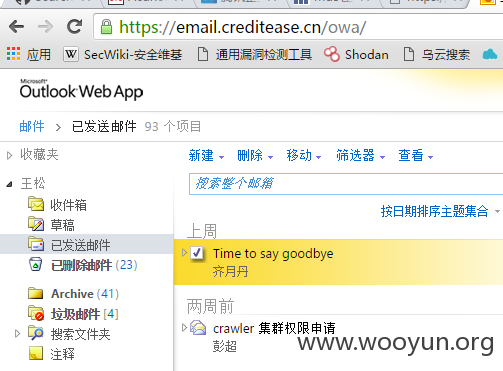 https://email.creditease.cn/owa/
应用 W SecWiki-安全维基 通用漏洞检测工具 Shodan 乌云搜索
Microsoft
Outlook Web App
邮件 > 已发送邮件 93 个项目
收藏夹
王松
收件箱
草稿
已发送邮件
已删除邮件 (23)
Archive (41)
垃圾邮件 [4]
搜索文件夹
注释
新建 删除 移动 筛选器 查看
搜索整个邮箱
按日期排序主题集合
上周
Time to say goodbye
齐月丹
两周前
crawler 集群权限申请
彭超
www.wooyun.org